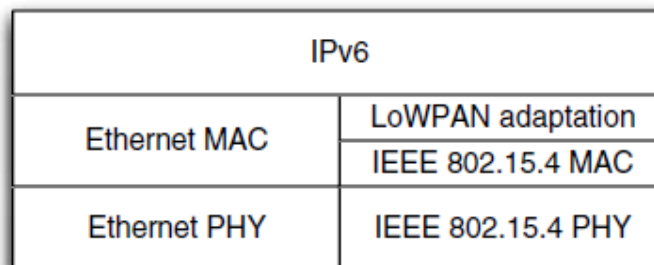 IPv6
Ethernet MAC
LoWPAN adaptation
IEEE 802.15.4 MAC
Ethernet PHY
IEEE 802.15.4 PHY